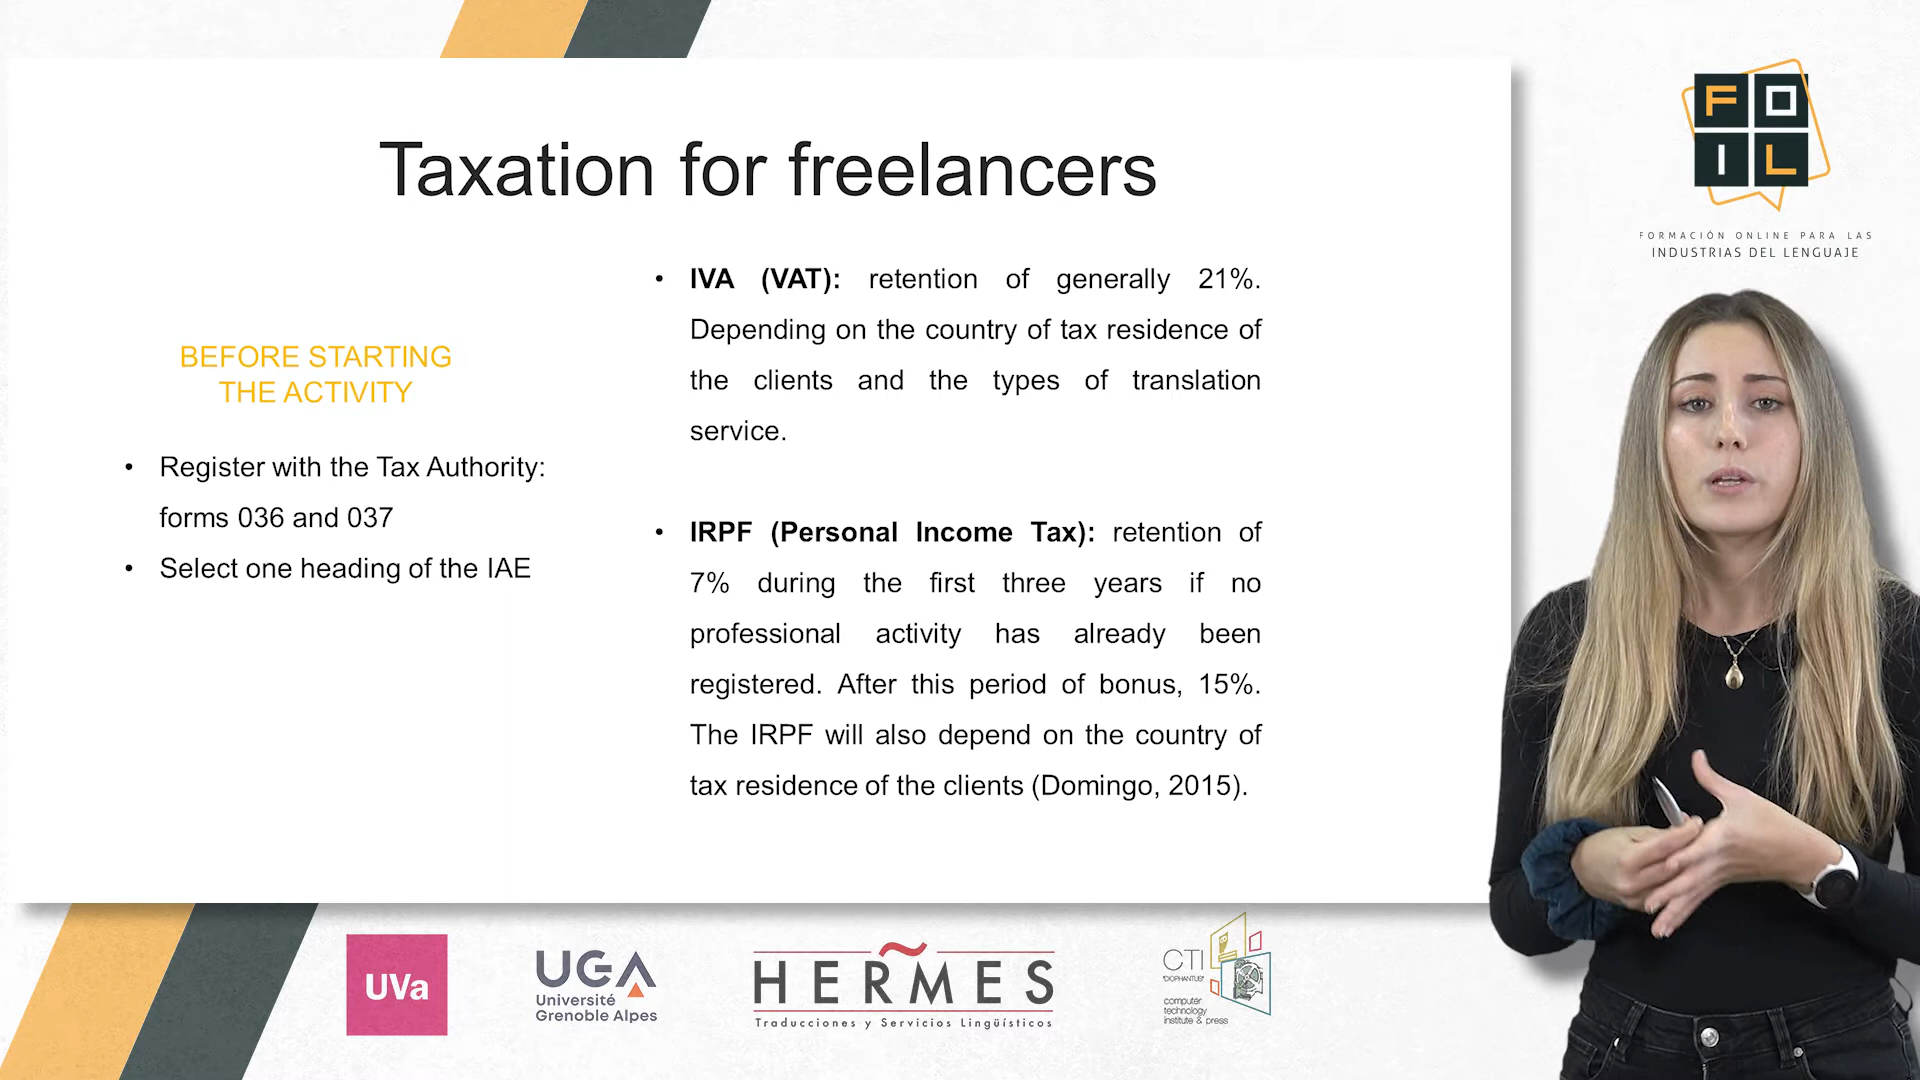 Taxation for freelancers
BEFORE STARTING
THE ACTIVITY
• Register with the Tax Authority:
forms 036 and 037
• Select one heading of the IAE
• IVA (VAT): retention of generally 21%.
Depending on the country of tax residence of
the clients and the types of translation
service.
• IRPF (Personal Income Tax): retention of
7% during the first three years if no
professional activity has already been
registered. After this period of bonus, 15%.
The IRPF will also depend on the country of
tax residence of the clients (Domingo, 2015).
FO
IL
FORMACIÓN ONLINE PARA LAS
INDUSTRIAS DEL LENGUAJE
UVa
UGA
Université
Grenoble Alpes
HERMES
Traducciones y Servicios Lingüísticos
CTI
"DIOPHANTUS"
computer
technology
institute & press